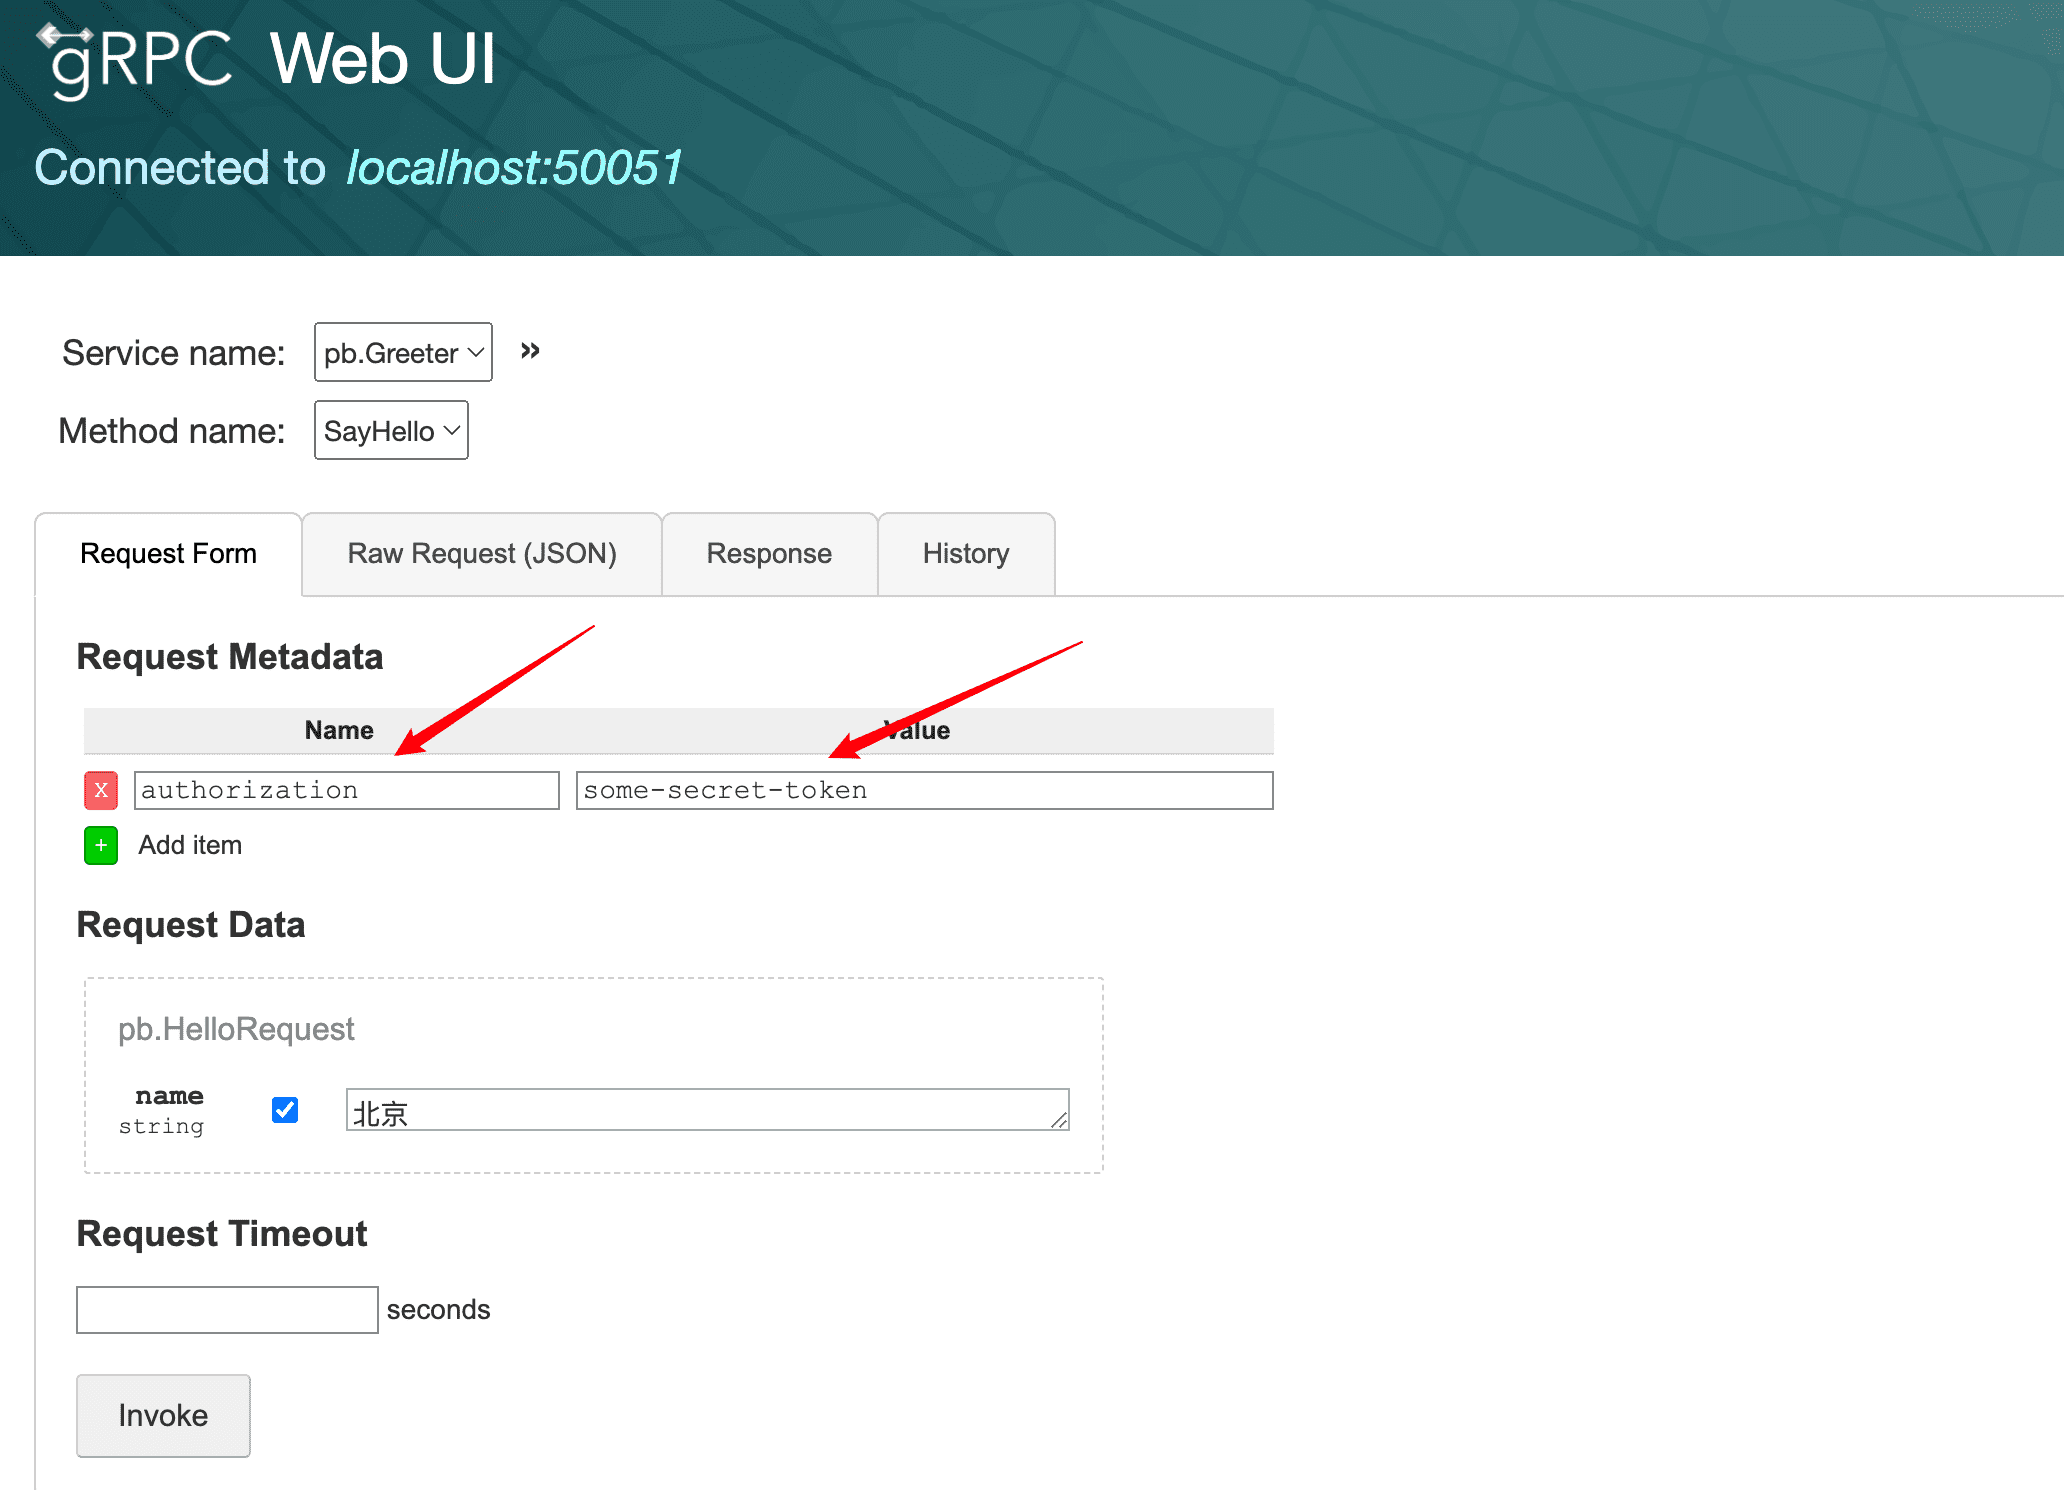 gRPC Web UI
Connected to localhost:50051
Service name: pb.Greeter »
Method name: SayHello
Request Form Raw Request (JSON) Response History
Request Metadata
Name Value
X authorization some-secret-token
+ Add item
Request Data
pb.HelloRequest
name 北京
string
Request Timeout
seconds
Invoke